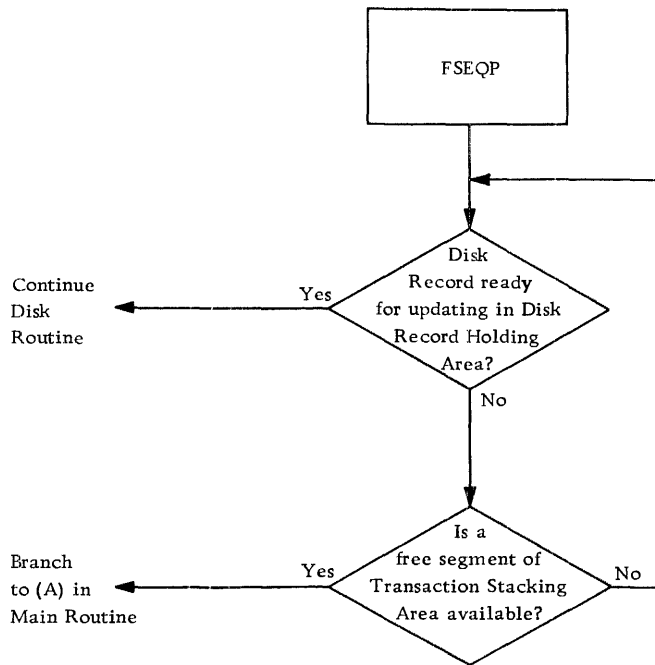 FSEQP
Disk
Record ready
for updating in Disk
Record Holding
Area?
Yes
Continue
Disk
Routine
No
Is a
free segment of
Transaction Stacking
Area available?
Yes
No
Branch
to (A) in
Main Routine